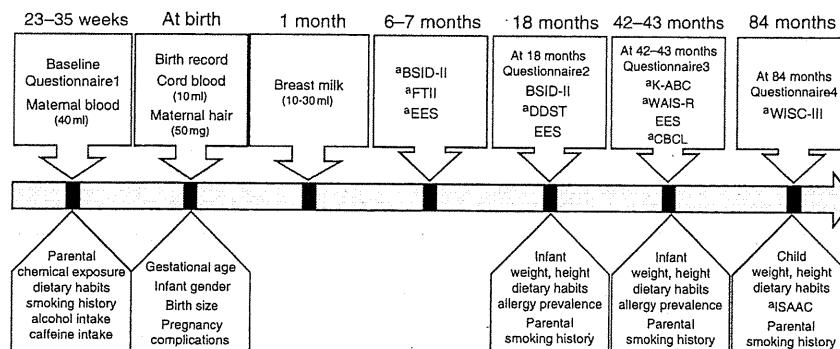 23–35 weeks
Baseline
Questionnaire1
Maternal blood
(40 ml)
At birth
Birth record
Cord blood
(10 ml)
Maternal hair
(50 mg)
1 month
Breast milk
(10-30 ml)
6–7 months
aBSID-II
aFTII
aEES
18 months
At 18 months
Questionnaire2
BSID-II
aDDST
EES
42–43 months
At 42–43 months
Questionnaire3
aK-ABC
aWAIS-R
EES
aCBCL
84 months
At 84 months
Questionnaire4
aWISC-III
Parental
chemical exposure
dietary habits
smoking history
alcohol intake
caffeine intake
Gestational age
Infant gender
Birth size
Pregnancy
complications
Infant
weight, height
dietary habits
allergy prevalence
Parental
smoking history
Infant
weight, height
dietary habits
allergy prevalence
Parental
smoking history
Child
weight, height
dietary habits
aISAAC
Parental
smoking history